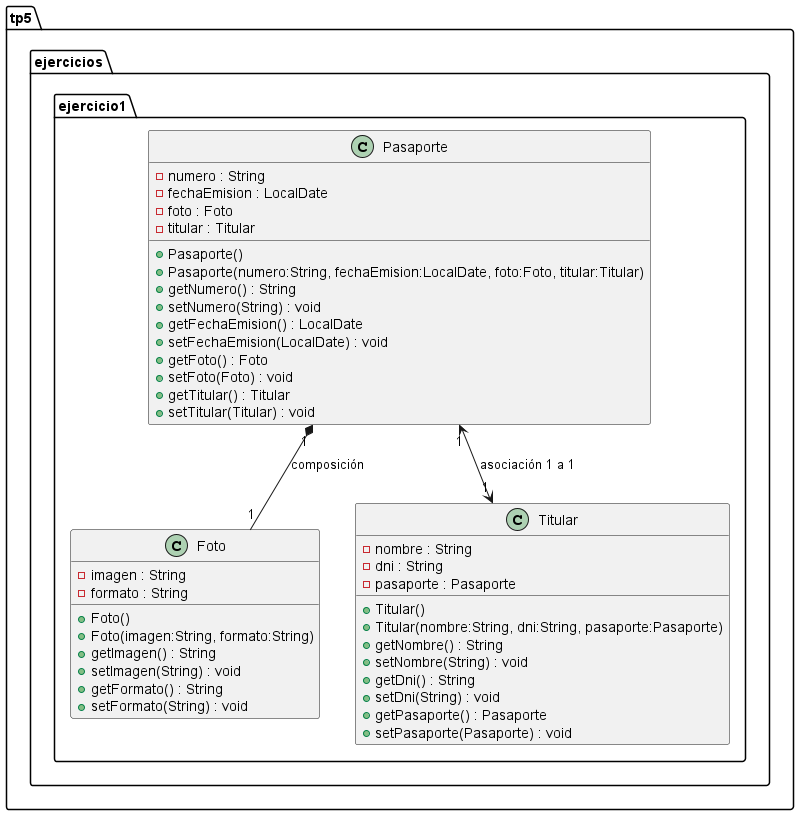 tp5
ejercicios
ejercicio1
C Pasaporte
numero : String
fechaEmision : LocalDate
foto : Foto
titular : Titular
Pasaporte()
Pasaporte(numero:String, fechaEmision:LocalDate, foto:Foto, titular:Titular)
getNumero() : String
setNumero(String) : void
getFechaEmision() : LocalDate
setFechaEmision(LocalDate) : void
getFoto() : Foto
setFoto(Foto) : void
getTitular() : Titular
setTitular(Titular) : void
1
1
composición
asociación 1 a 1
1
1
C Foto
imagen : String
formato : String
Foto()
Foto(imagen:String, formato:String)
getImagen() : String
setImagen(String) : void
getFormato() : String
setFormato(String) : void
C Titular
nombre : String
dni : String
pasaporte : Pasaporte
Titular()
Titular(nombre:String, dni:String, pasaporte:Pasaporte)
getNombre() : String
setNombre(String) : void
getDni() : String
setDni(String) : void
getPasaporte() : Pasaporte
setPasaporte(Pasaporte) : void